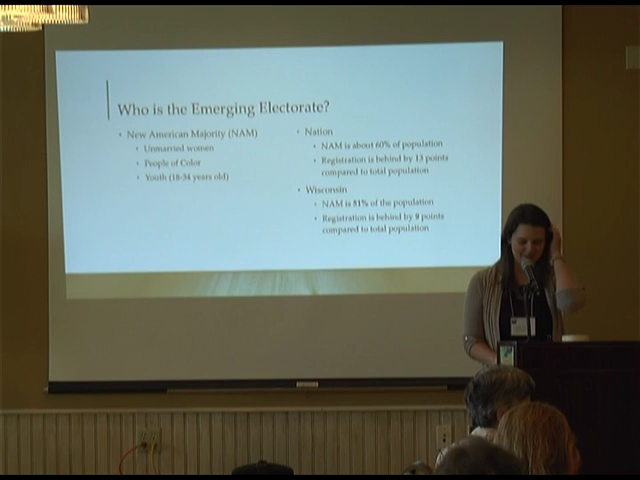 Who is the Emerging Electorate?
• New American Majority (NAM)
• Unmarried women
• People of Color
• Youth (18-34 years old)
• Nation
• NAM is about 60% of population
• Registration is behind by 13 points
compared to total population
• Wisconsin
• NAM is 51% of the population
• Registration is behind by 9 points
compared to total population